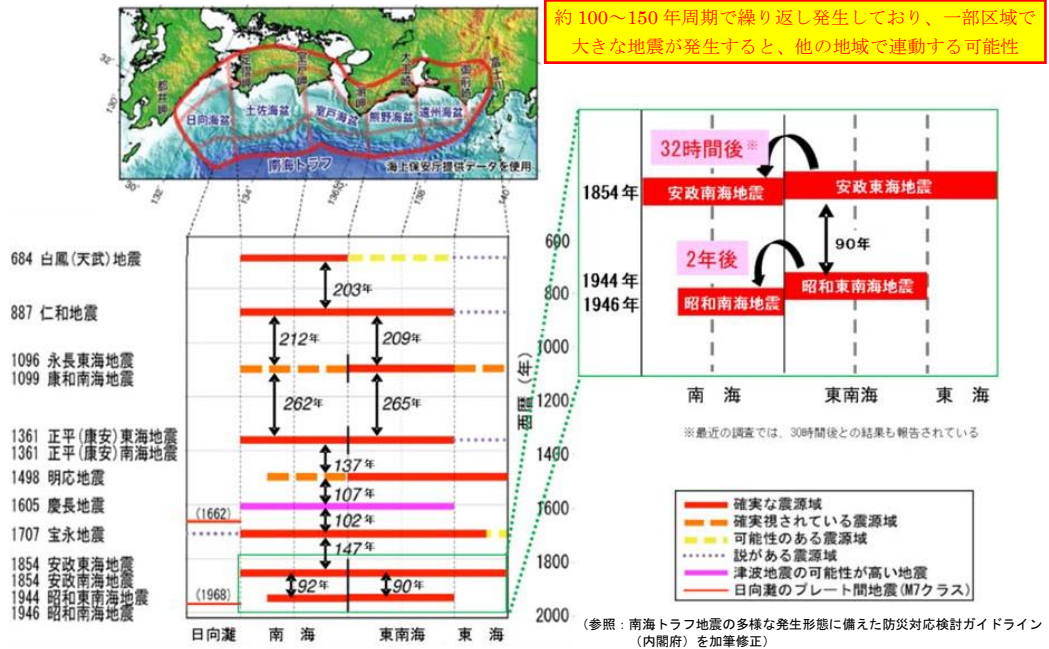 約 100～150 年周期で繰り返し発生しており、一部区域で
大きな地震が発生すると、他の地域で連動する可能性
32°
130°
都井岬
足摺岬
室戸岬
潮岬
大王崎
御前崎
富士川
日向海盆
土佐海盆
室戸海盆
熊野海盆
遠州海盆
南海トラフ
海上保安庁提供データを使用
30°
132°
134°
136
138°
140°
684 白鳳(天武)地震
887 仁和地震
1096 永長東海地震
1099 康和南海地震
1361 正平(康安)東海地震
1361 正平(康安)南海地震
1498 明応地震
1605 慶長地震
1707 宝永地震
1854 安政東海地震
1854 安政南海地震
1944 昭和東南海地震
1946 昭和南海地震
203年
212年
209年
262年
265年
137年
107年
102年
147年
92年
90年
(1662)
(1968)
日向灘
南 海
東南海
東 海
西暦(年)
600
800
1000
1200
1400
1600
1800
2000
32時間後※
1854 年
安政南海地震
安政東海地震
90年
2年後
1944 年
1946 年
昭和東南海地震
昭和南海地震
南 海
東南海
東 海
※最近の調査では、30時間後との結果も報告されている
確実な震源域
確実視されている震源域
可能性のある震源域
説がある震源域
津波地震の可能性が高い地震
日向灘のプレート間地震(M7クラス)
(参照：南海トラフ地震の多様な発生形態に備えた防災対応検討ガイドライン
(内閣府) を加筆修正)